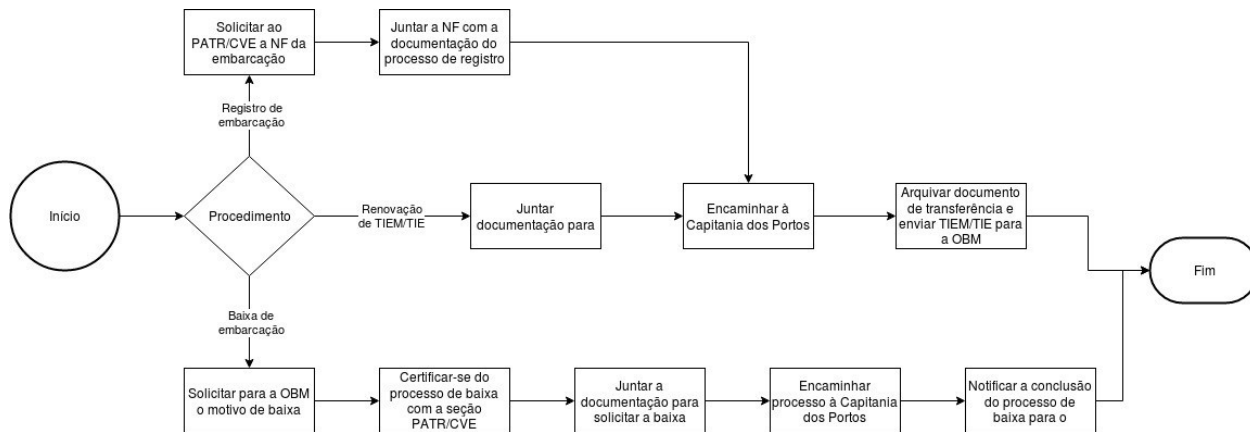 Solicitar ao
PATR/CVE a NF da
embarcação
Juntar a NF com a
documentação do
processo de registro
Registro de
embarcação
Início
Procedimento
Renovação
de TIEM/TIE
Juntar
documentação para
Encaminhar à
Capitania dos Portos
Arquivar documento
de transferência e
enviar TIEM/TIE para
a OBM
Fim
Baixa de
embarcação
Solicitar para a OBM
o motivo de baixa
Certificar-se do
processo de baixa
com a seção
PATR/CVE
Juntar a
documentação para
solicitar a baixa
Encaminhar
processo à Capitania
dos Portos
Notificar a conclusão
do processo de
baixa para o